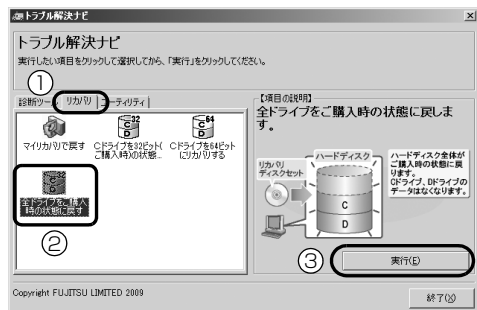 トラブル解決ナビ
トラブル解決ナビ
実行したい項目をクリックして選択してから、「実行」をクリックしてください。
①
診断ツール リカバリ ユーティリティ
マイリカバリで戻す
Cドライブを32ビット(
ご購入時)の状態...
Cドライブを64ビット
にリカバリする
全ドライブをご購入
時の状態に戻す
②
【項目の説明】
全ドライブをご購入時の状態に戻しま
す。
リカバリ
ディスクセット
ハードディスク
C
D
ハードディスク全体が
ご購入時の状態に戻
ります。
Cドライブ、Dドライブの
データはなくなります。
③
実行(E)
Copyright FUJITSU LIMITED 2009
終了(X)